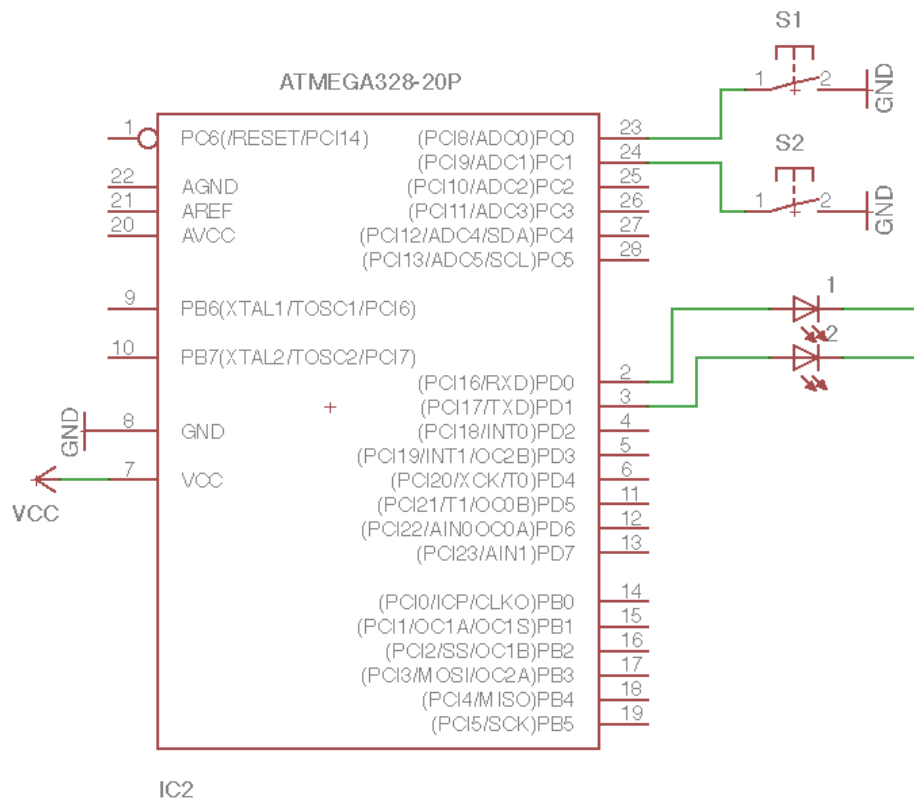 S1
ATMEGA328-20P
1 2 GND
1 PC6(/RESET/PCI14) (PCI8/ADC0)PC0 23
(PCI9/ADC1)PC1 24
S2
22 AGND (PCI10/ADC2)PC2 25
21 AREF (PCI11/ADC3)PC3 26
1 2 GND
20 AVCC (PCI12/ADC4/SDA)PC4 27
(PCI13/ADC5/SCL)PC5 28
1
9 PB6(XTAL1/TOSC1/PCI6)
2
10 PB7(XTAL2/TOSC2/PCI7)
(PCI16/RXD)PD0 2
(PCI17/TXD)PD1 3
GND 8 GND (PCI18/INT0)PD2 4
(PCI19/INT1/OC2B)PD3 5
7 VCC (PCI20/XCK/T0)PD4 6
VCC
(PCI21/T1/OC0B)PD5 11
(PCI22/AIN0OC0A)PD6 12
(PCI23/AIN1)PD7 13
(PCI0/ICP/CLKO)PB0 14
(PCI1/OC1A/OC1S)PB1 15
(PCI2/SS/OC1B)PB2 16
(PCI3/MOSI/OC2A)PB3 17
(PCI4/MISO)PB4 18
(PCI5/SCK)PB5 19
IC2